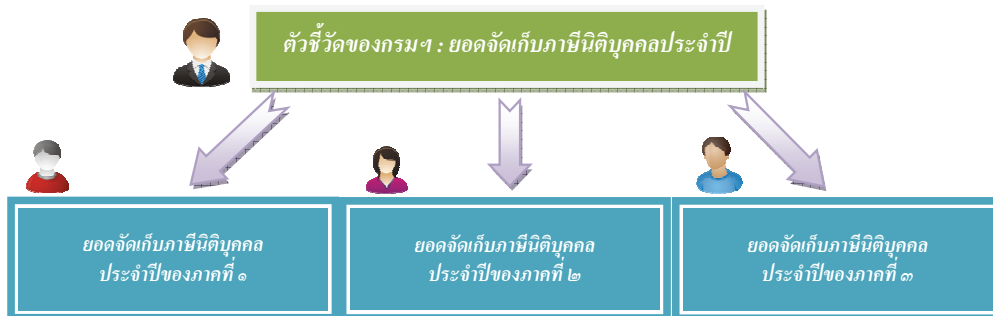 ตัวชี้วัดของกรมฯ : ยอดจัดเก็บภาษีนิติบุคคลประจำปี
ยอดจัดเก็บภาษีนิติบุคคล
ประจำปีของภาคที่ ๑
ยอดจัดเก็บภาษีนิติบุคคล
ประจำปีของภาคที่ ๒
ยอดจัดเก็บภาษีนิติบุคคล
ประจำปีของภาคที่ ๓